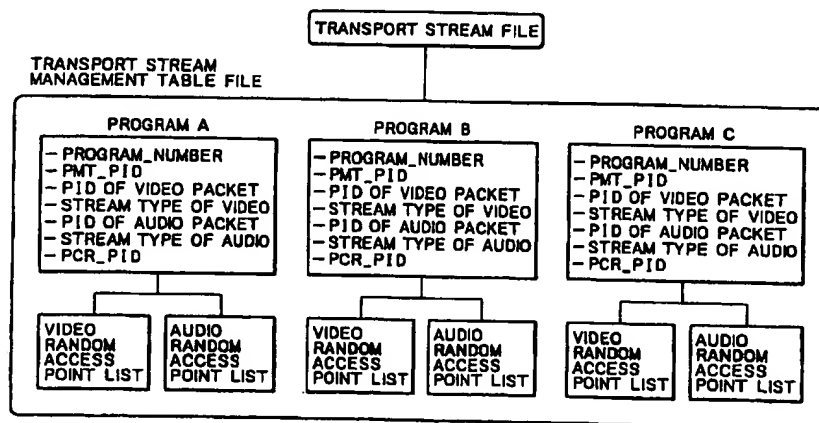 TRANSPORT STREAM FILE
TRANSPORT STREAM
MANAGEMENT TABLE FILE
PROGRAM A
- PROGRAM_NUMBER
- PMT_PID
- PID OF VIDEO PACKET
- STREAM TYPE OF VIDEO
- PID OF AUDIO PACKET
- STREAM TYPE OF AUDIO
- PCR_PID
VIDEO
RANDOM
ACCESS
POINT LIST
AUDIO
RANDOM
ACCESS
POINT LIST
PROGRAM B
- PROGRAM_NUMBER
- PMT_PID
- PID OF VIDEO PACKET
- STREAM TYPE OF VIDEO
- PID OF AUDIO PACKET
- STREAM TYPE OF AUDIO
- PCR_PID
VIDEO
RANDOM
ACCESS
POINT LIST
AUDIO
RANDOM
ACCESS
POINT LIST
PROGRAM C
- PROGRAM_NUMBER
- PMT_PID
- PID OF VIDEO PACKET
- STREAM TYPE OF VIDEO
- PID OF AUDIO PACKET
- STREAM TYPE OF AUDIO
- PCR_PID
VIDEO
RANDOM
ACCESS
POINT LIST
AUDIO
RANDOM
ACCESS
POINT LIST